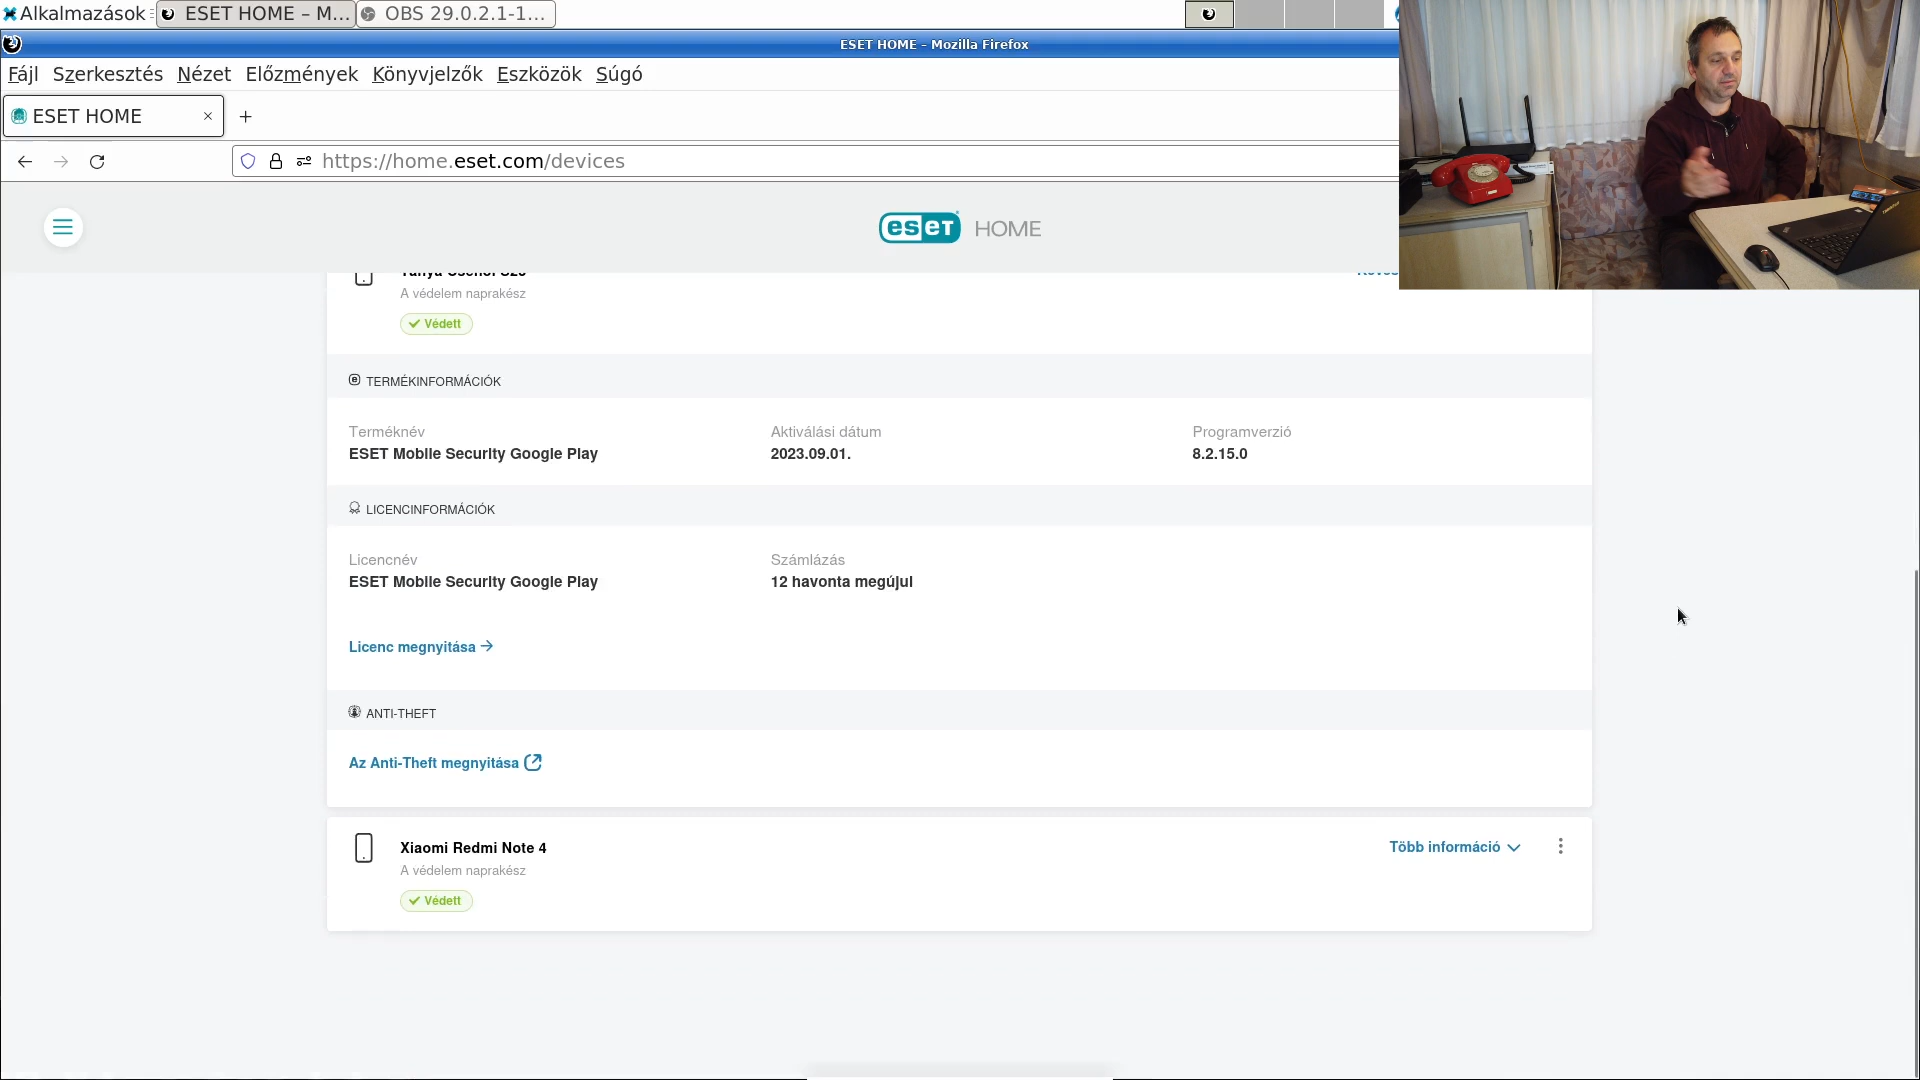 Alkalmazások
ESET HOME – M...
OBS 29.0.2.1-1...
ESET HOME – Mozilla Firefox
Fájl Szerkesztés Nézet Előzmények Könyvjelzők Eszközök Súgó
ESET HOME
https://home.eset.com/devices
eset HOME
A védelem naprakész
Védett
TERMÉKINFORMÁCIÓK
Terméknév
Aktiválási dátum
Programverzió
ESET Mobile Security Google Play
2023.09.01.
8.2.15.0
LICENCINFORMÁCIÓK
Licencnév
Számlázás
ESET Mobile Security Google Play
12 havonta megújul
Licenc megnyitása
ANTI-THEFT
Az Anti-Theft megnyitása
Xiaomi Redmi Note 4
Több információ
A védelem naprakész
Védett